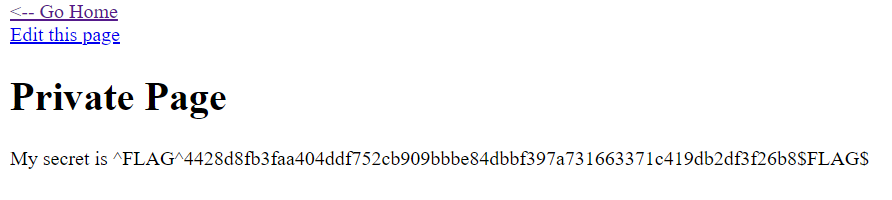 <-- Go Home
Edit this page
Private Page
My secret is ^FLAG^4428d8fb3faa404ddf752cb909bbbe84dbbf397a731663371c419db2df3f26b8$FLAG$